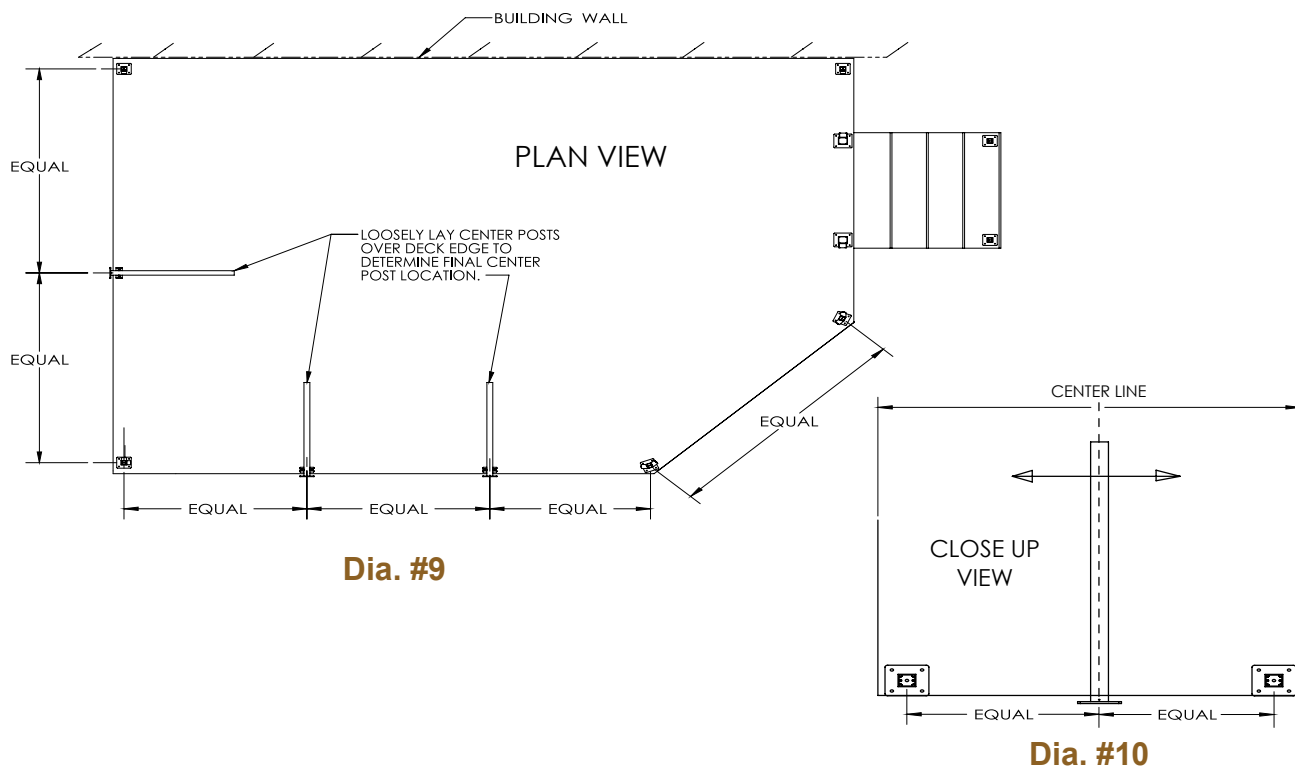 BUILDING WALL
EQUAL
PLAN VIEW
LOOSELY LAY CENTER POSTS
OVER DECK EDGE TO
DETERMINE FINAL CENTER
POST LOCATION.
EQUAL
EQUAL
EQUAL
EQUAL
EQUAL
Dia. #9
CENTER LINE
CLOSE UP
VIEW
EQUAL
EQUAL
Dia. #10